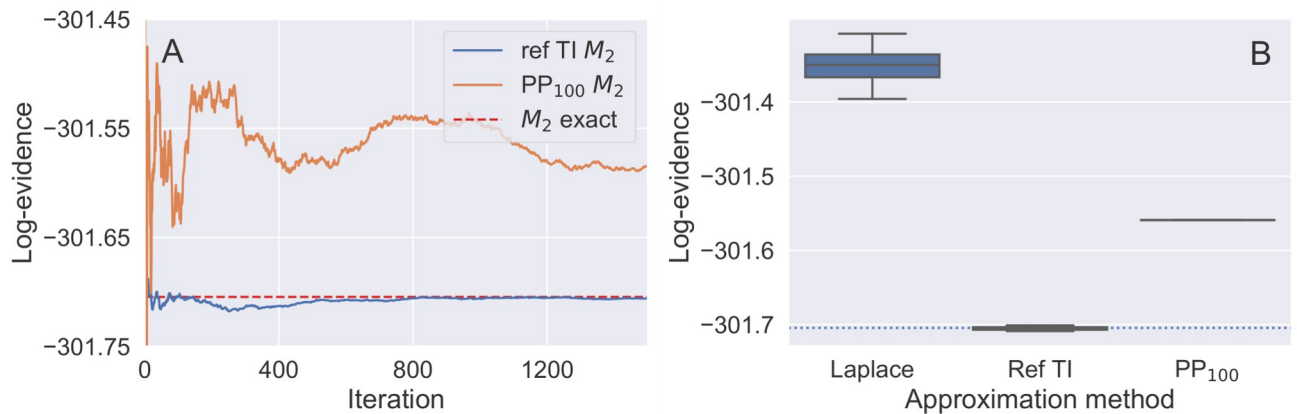 A
Log-evidence
−301.45
−301.55
−301.65
−301.75
ref TI M₂
PP₁₀₀ M₂
M₂ exact
0
400
800
1200
Iteration
B
Log-evidence
−301.4
−301.5
−301.6
−301.7
Laplace
Ref TI
PP₁₀₀
Approximation method